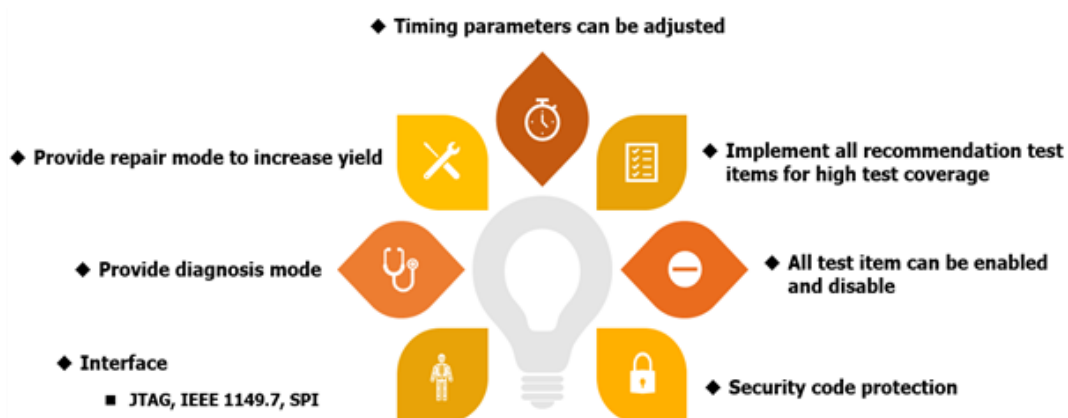 ◆ Timing parameters can be adjusted
◆ Provide repair mode to increase yield
◆ Implement all recommendation test
items for high test coverage
◆ Provide diagnosis mode
◆ All test item can be enabled
and disable
◆ Interface
■ JTAG, IEEE 1149.7, SPI
◆ Security code protection